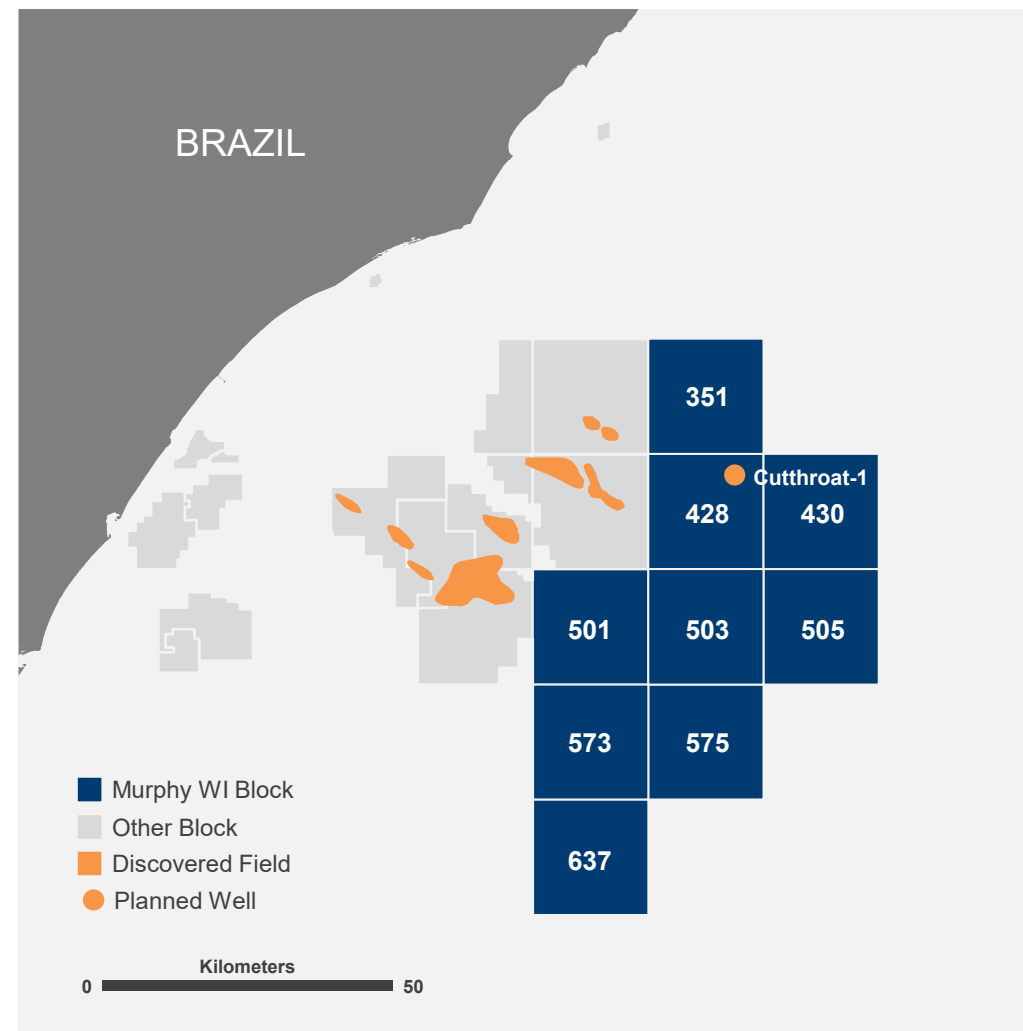 BRAZIL
351
Cutthroat-1
428
430
501
503
505
573
575
637
Murphy WI Block
Other Block
Discovered Field
Planned Well
Kilometers
0
50